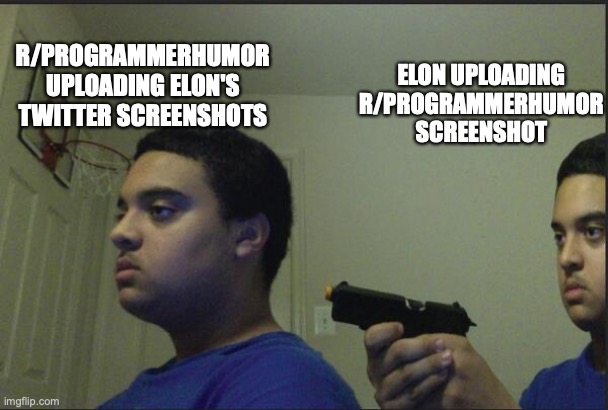 R/PROGRAMMERHUMOR
UPLOADING ELON'S
TWITTER SCREENSHOTS
ELON UPLOADING
R/PROGRAMMERHUMOR
SCREENSHOT
imgflip.com